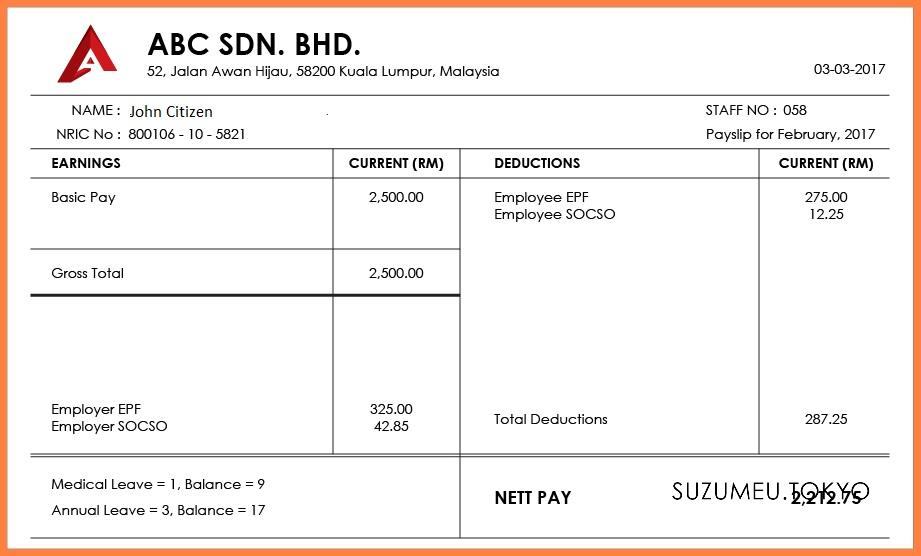 ABC SDN. BHD.
52, Jalan Awan Hijau, 58200 Kuala Lumpur, Malaysia
03-03-2017
NAME : John Citizen
STAFF NO : 058
NRIC No : 800106 - 10 - 5821
Payslip for February, 2017
EARNINGS CURRENT (RM) DEDUCTIONS CURRENT (RM)
Basic Pay 2,500.00 Employee EPF 275.00
Employee SOCSO 12.25
Gross Total 2,500.00
Employer EPF 325.00
Employer SOCSO 42.85
Total Deductions 287.25
Medical Leave = 1, Balance = 9
Annual Leave = 3, Balance = 17
NETT PAY 2,212.75
SUZUMEU.TOKYO